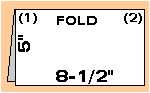 (1) FOLD (2)
5"
8-1/2"